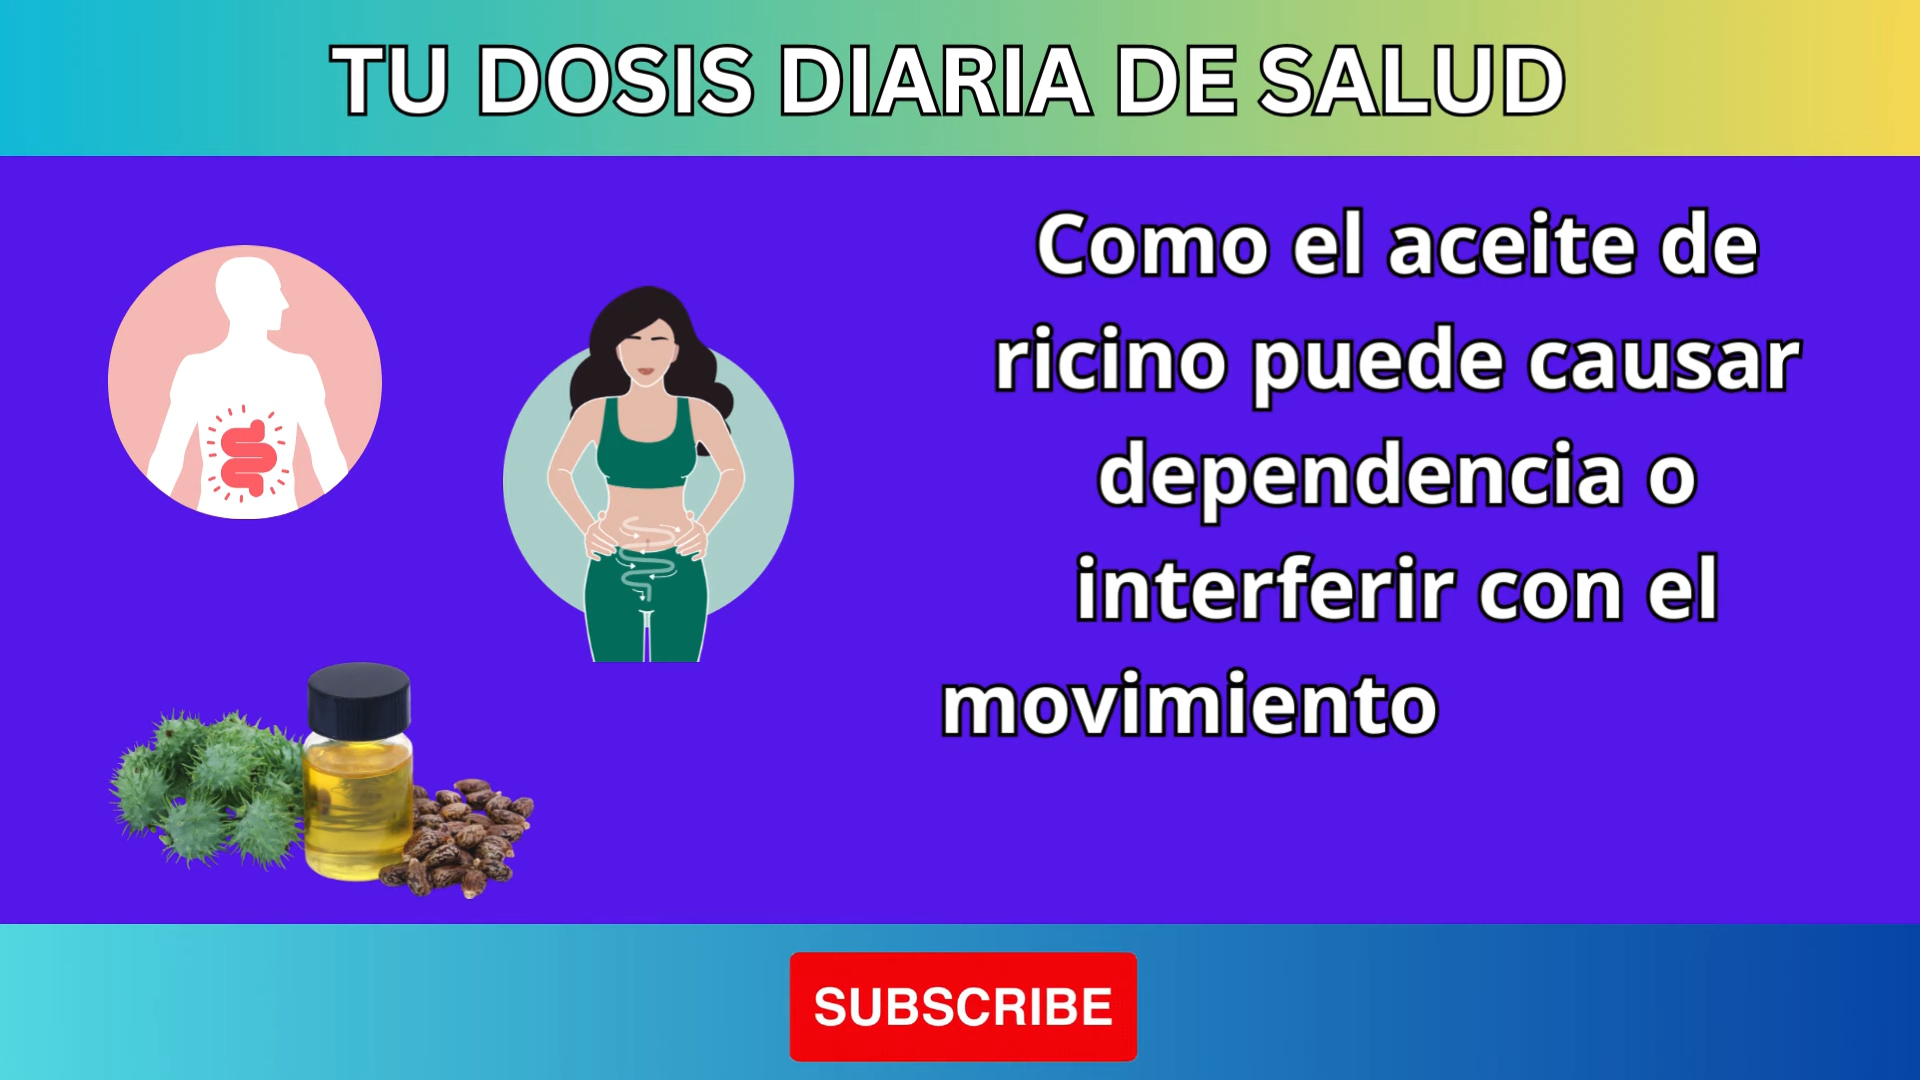 TU DOSIS DIARIA DE SALUD
Como el aceite de
ricino puede causar
dependencia o
interferir con el
movimiento
SUBSCRIBE